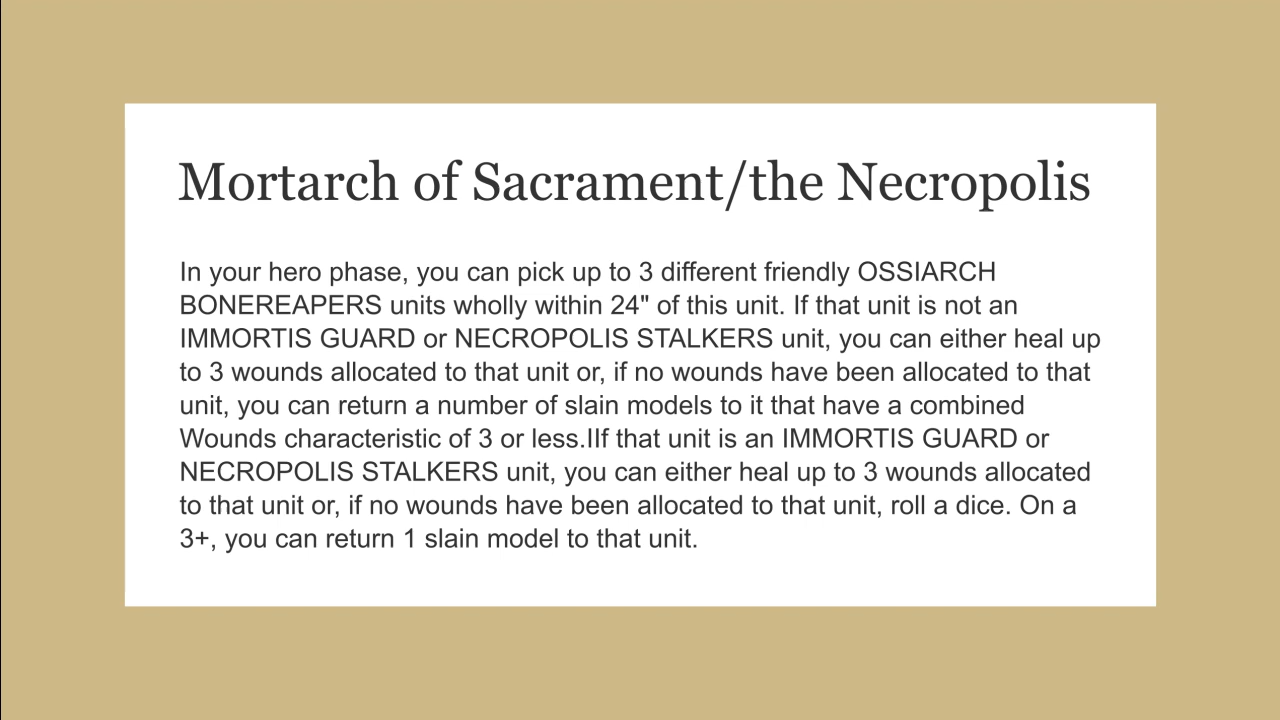 Mortarch of Sacrament/the Necropolis
In your hero phase, you can pick up to 3 different friendly OSSIARCH
BONEREAPERS units wholly within 24" of this unit. If that unit is not an
IMMORTIS GUARD or NECROPOLIS STALKERS unit, you can either heal up
to 3 wounds allocated to that unit or, if no wounds have been allocated to that
unit, you can return a number of slain models to it that have a combined
Wounds characteristic of 3 or less.IIf that unit is an IMMORTIS GUARD or
NECROPOLIS STALKERS unit, you can either heal up to 3 wounds allocated
to that unit or, if no wounds have been allocated to that unit, roll a dice. On a
3+, you can return 1 slain model to that unit.